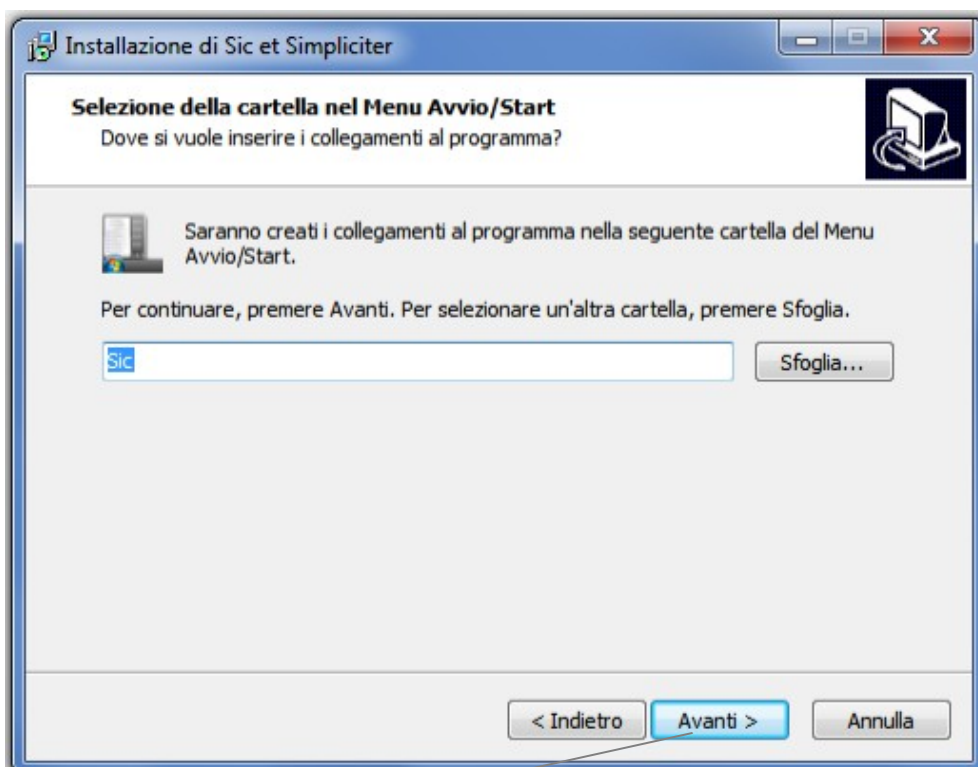 Installazione di Sic et Simpliciter
Selezione della cartella nel Menu Avvio/Start
Dove si vuole inserire i collegamenti al programma?
Saranno creati i collegamenti al programma nella seguente cartella del Menu
Avvio/Start.
Per continuare, premere Avanti. Per selezionare un'altra cartella, premere Sfoglia.
Sic
Sfoglia...
< Indietro
Avanti >
Annulla